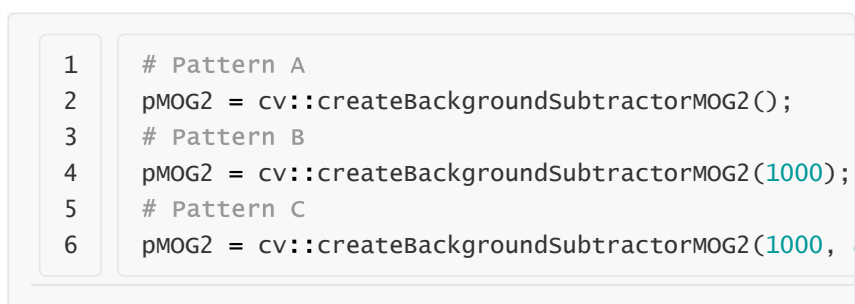 1 # Pattern A
2 pMOG2 = cv::createBackgroundSubtractorMOG2();
3 # Pattern B
4 pMOG2 = cv::createBackgroundSubtractorMOG2(1000);
5 # Pattern C
6 pMOG2 = cv::createBackgroundSubtractorMOG2(1000,